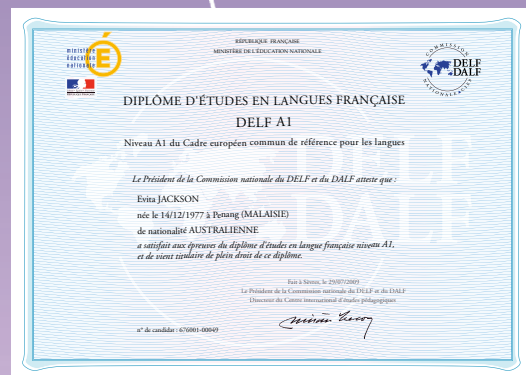 RÉPUBLIQUE FRANÇAISE
MINISTÈRE DE L'ÉDUCATION NATIONALE
ministère
éducation
nationale
É
COMMISSION
DELF
DALF
NATIONALE
DIPLÔME D'ÉTUDES EN LANGUES FRANÇAISE
DELF A1
Niveau A1 du Cadre européen commun de référence pour les langues
Le Président de la Commission nationale du DELF et du DALF atteste que :
Evita JACKSON
née le 14/12/1977 à Penang (MALAISIE)
de nationalité AUSTRALIENNE
a satisfait aux épreuves du diplôme d'études en langue française niveau A1,
et de vient titulaire de plein droit de ce diplôme.
DELF
DALF
Fait à Sèvres, le 29/07/2009
Le Président de la Commission nationale du DELF et du DALF
Directeur du Centre international d'études pédagogiques
n° de candidat : 676001-00049